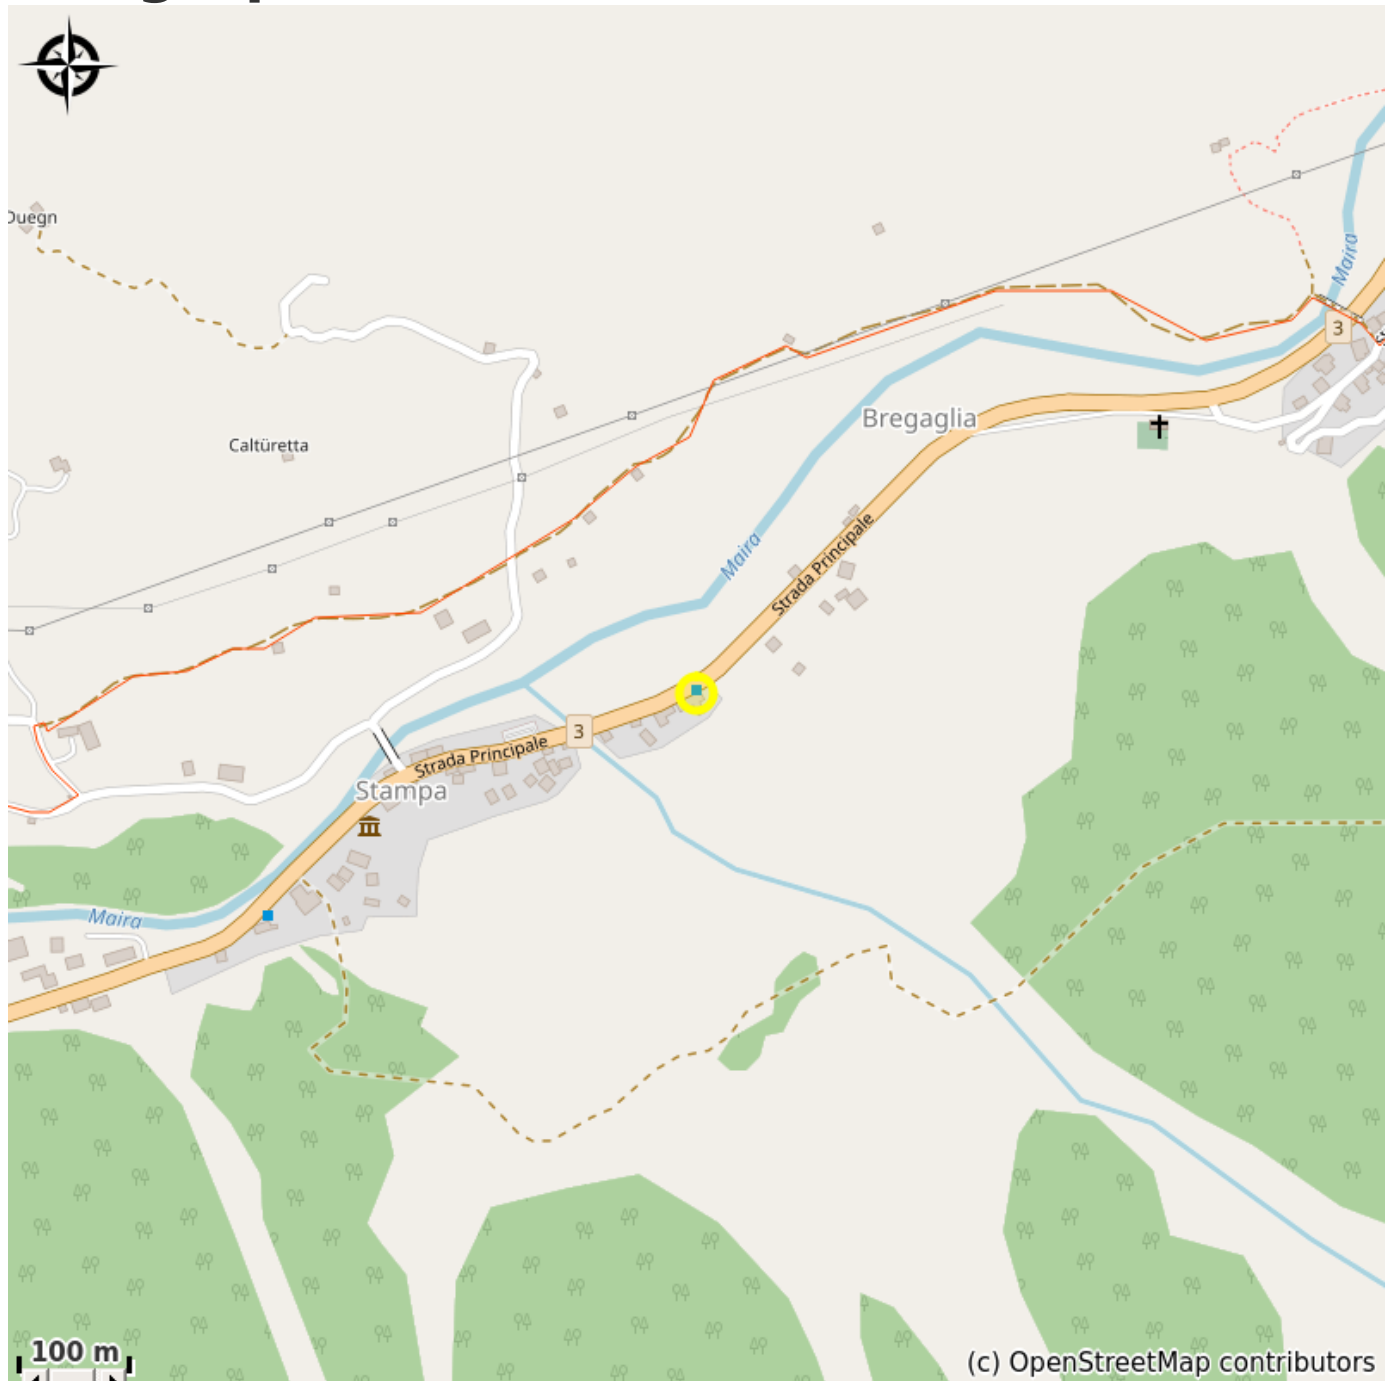 Duegn
Maira
3
Bregaglia
Caltüretta
Strada Principale
Maira
3
Strada Principale
Stampa
Maira
100 m
(c) OpenStreetMap contributors